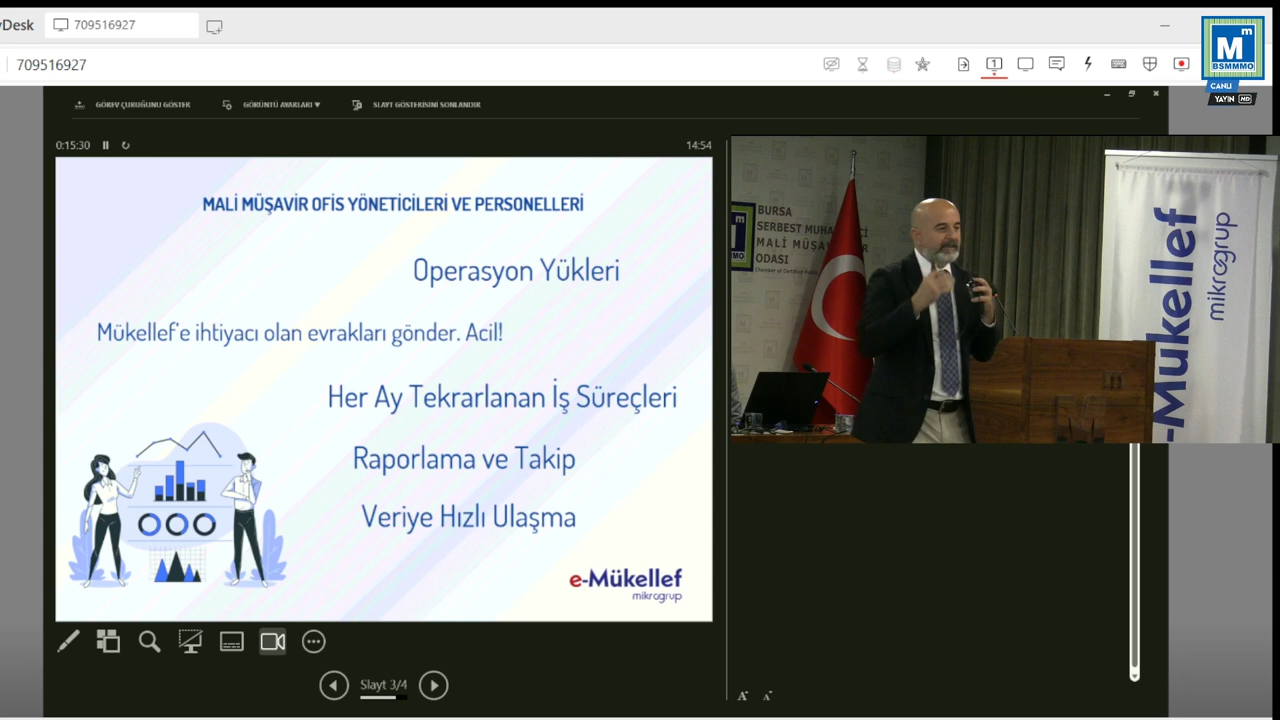 Desk
709516927
709516927
M m
BSMMMO
CANLI
YAYIN HD
GÖREV ÇUBUĞUNU GÖSTER
GÖRÜNTÜ AYARLARI ▾
SLAYT GÖSTERİSİNİ SONLANDIR
0:15:30
14:54
MALİ MÜŞAVİR OFİS YÖNETİCİLERİ VE PERSONELLERİ
Operasyon Yükleri
Mükellef'e ihtiyacı olan evrakları gönder. Acil!
Her Ay Tekrarlanan İş Süreçleri
Raporlama ve Takip
Veriye Hızlı Ulaşma
e-Mükellef
mikrogrup
BURSA
SERBEST
MALİ
ODASI
e-Mükellef
mikrogrup
Slayt 3/4